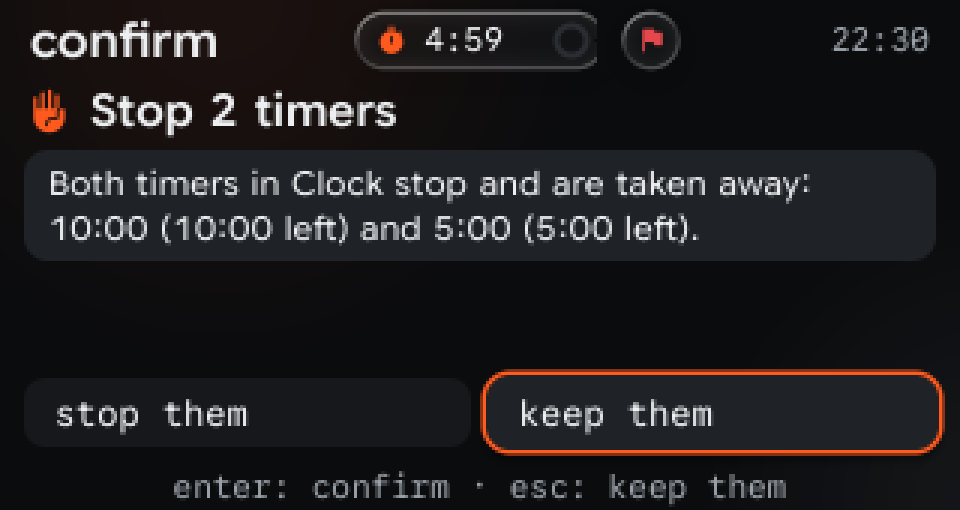 confirm
4:59
22:30
Stop 2 timers
Both timers in Clock stop and are taken away:
10:00 (10:00 left) and 5:00 (5:00 left).
stop them
keep them
enter: confirm · esc: keep them